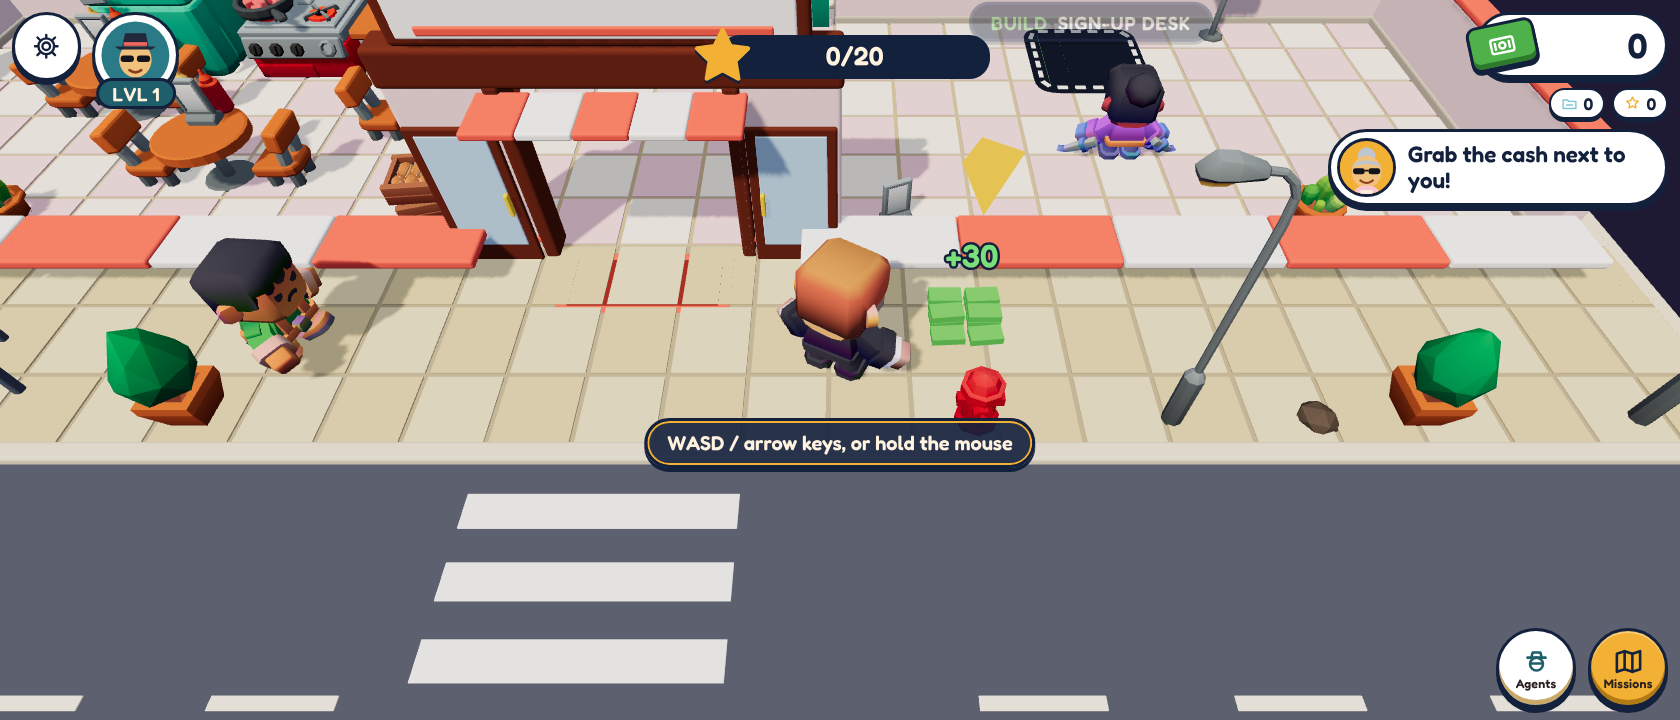 BUILD SIGN-UP DESK
0/20
0
LVL 1
0
0
Grab the cash next to
you!
+30
WASD / arrow keys, or hold the mouse
Agents
Missions